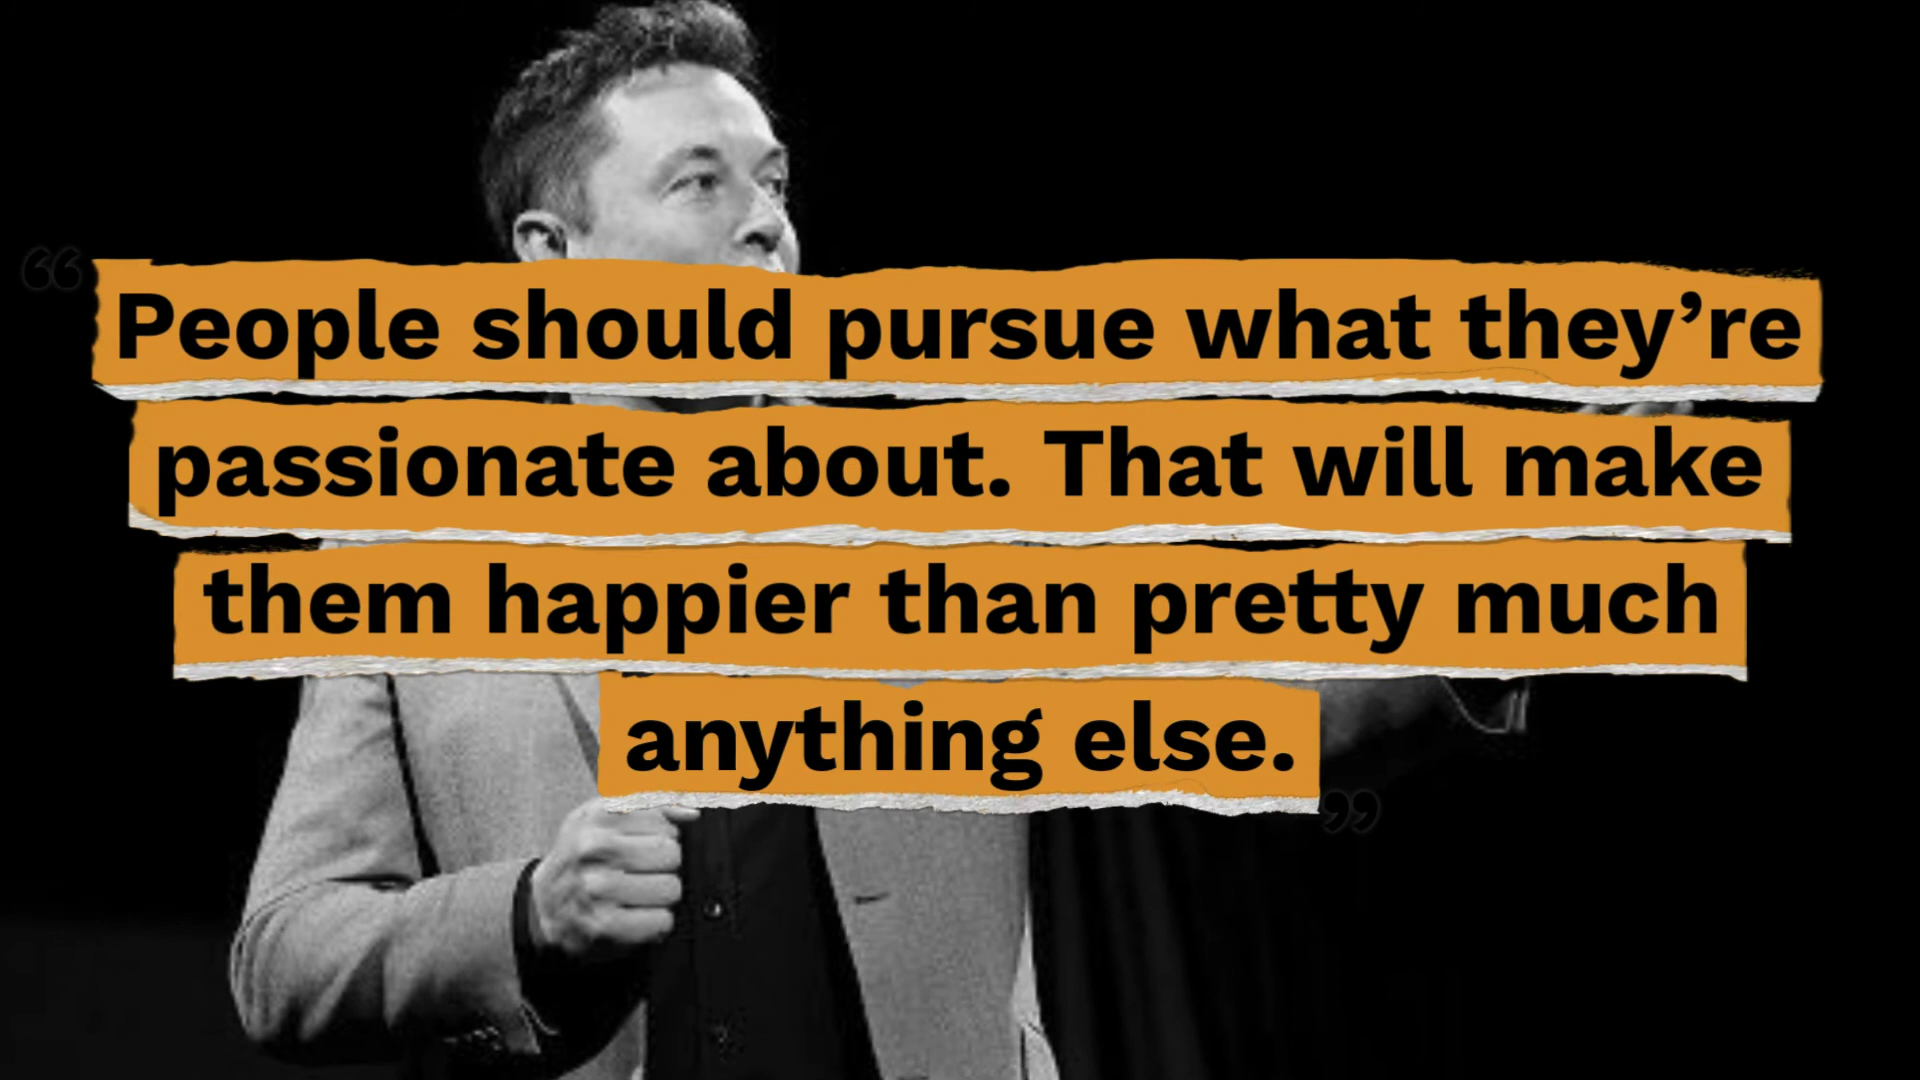 “People should pursue what they’re
passionate about. That will make
them happier than pretty much
anything else.”